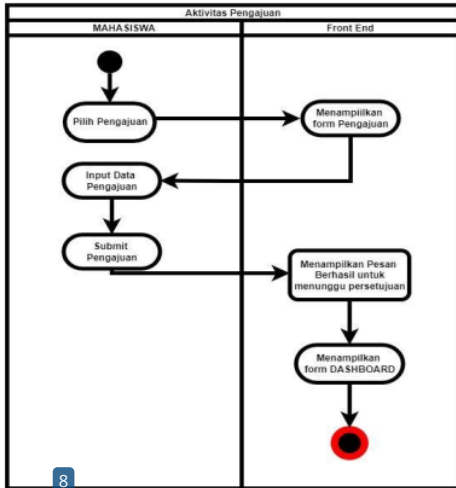 Aktivitas Pengajuan
MAHASISWA
Front End
Pilih Pengajuan
Menampiilkan
form Pengajuan
Input Data
Pengajuan
Submit
Pengajuan
Menampilkan Pesan
Berhasil untuk
menunggu persetujuan
Menampilkan
form DASHBOARD
8